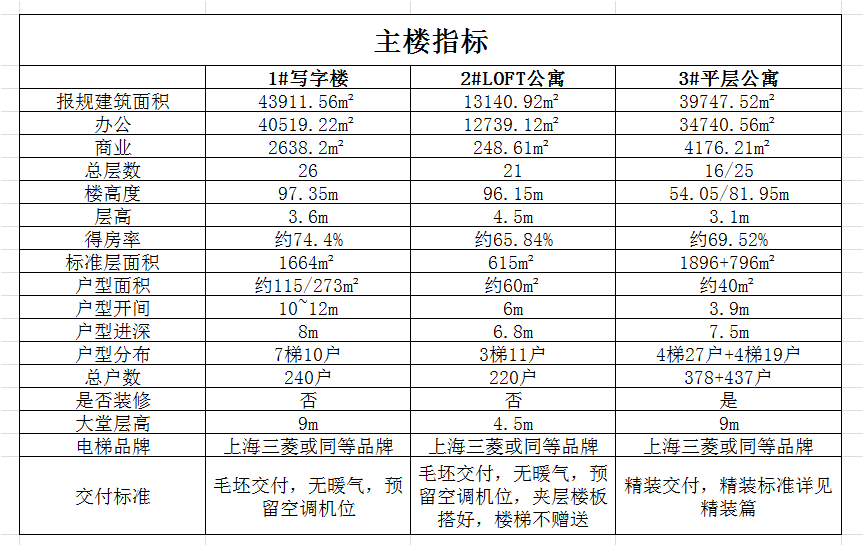 主楼指标
1#写字楼 2#LOFT公寓 3#平层公寓
报规建筑面积 43911.56m² 13140.92m² 39747.52m²
办公 40519.22m² 12739.12m² 34740.56m²
商业 2638.2m² 248.61m² 4176.21m²
总层数 26 21 16/25
楼高度 97.35m 96.15m 54.05/81.95m
层高 3.6m 4.5m 3.1m
得房率 约74.4% 约65.84% 约69.52%
标准层面积 1664m² 615m² 1896+796m²
户型面积 约115/273m² 约60m² 约40m²
户型开间 10~12m 6m 3.9m
户型进深 8m 6.8m 7.5m
户型分布 7梯10户 3梯11户 4梯27户+4梯19户
总户数 240户 220户 378+437户
是否装修 否 否 是
大堂层高 9m 4.5m 9m
电梯品牌 上海三菱或同等品牌 上海三菱或同等品牌 上海三菱或同等品牌
交付标准
毛坯交付，无暖气，预
留空调机位
毛坯交付，无暖气，预
留空调机位，夹层楼板
搭好，楼梯不赠送
精装交付，精装标准详见
精装篇